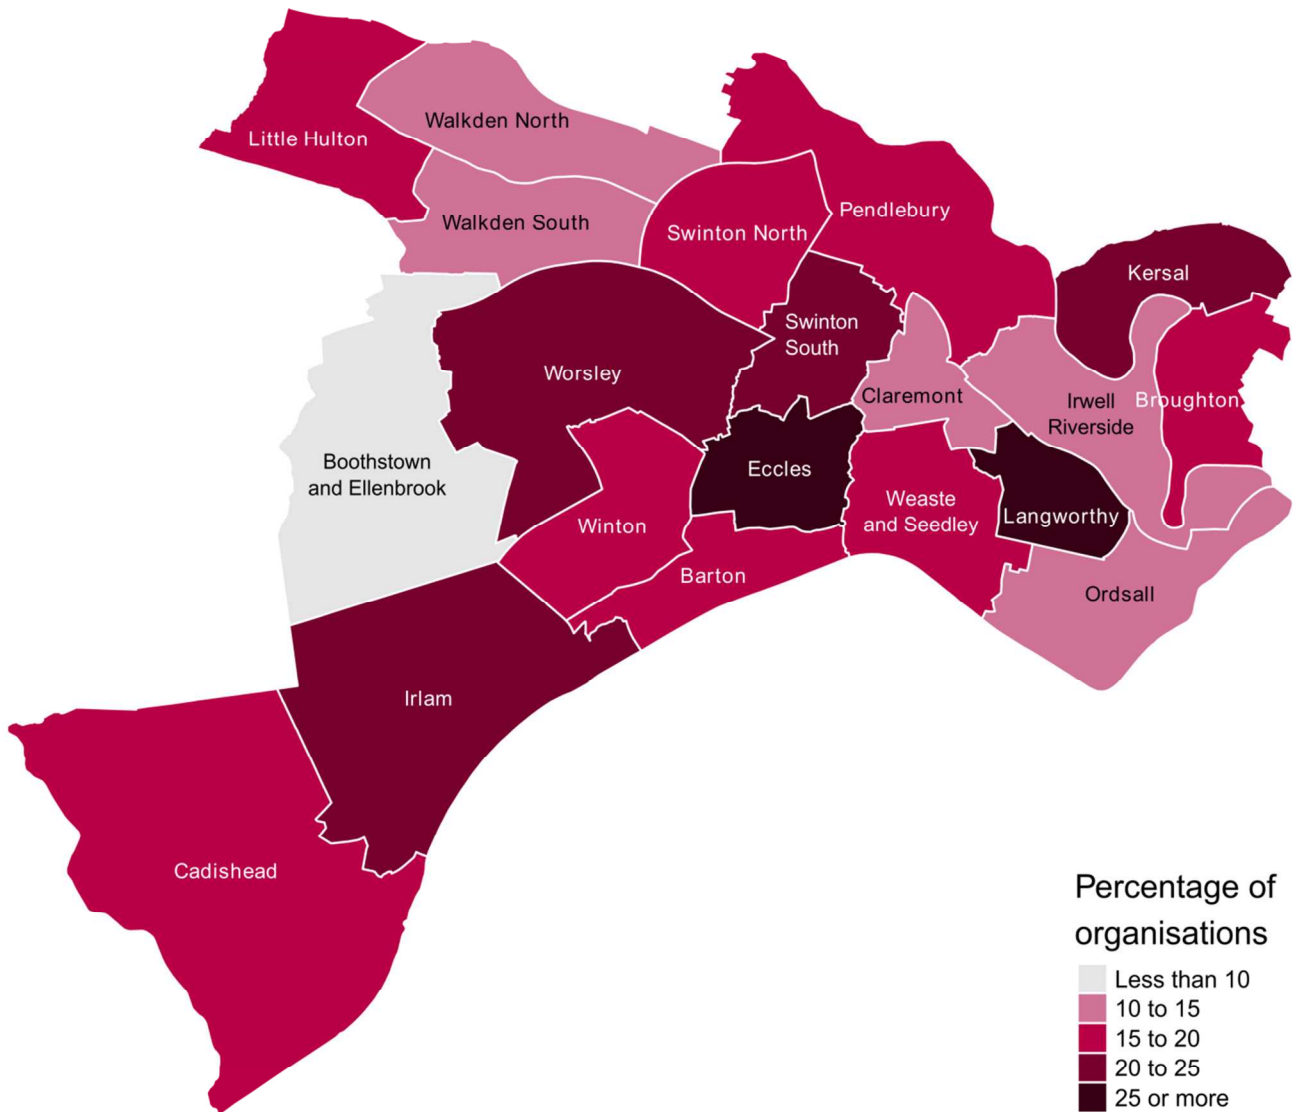 Little Hulton
Walkden North
Walkden South
Swinton North
Pendlebury
Kersal
Swinton
South
Worsley
Claremont
Irwell
Riverside
Broughton
Boothstown
and Ellenbrook
Eccles
Weaste
and Seedley
Langworthy
Winton
Barton
Ordsall
Irlam
Cadishead
Percentage of
organisations
Less than 10
10 to 15
15 to 20
20 to 25
25 or more